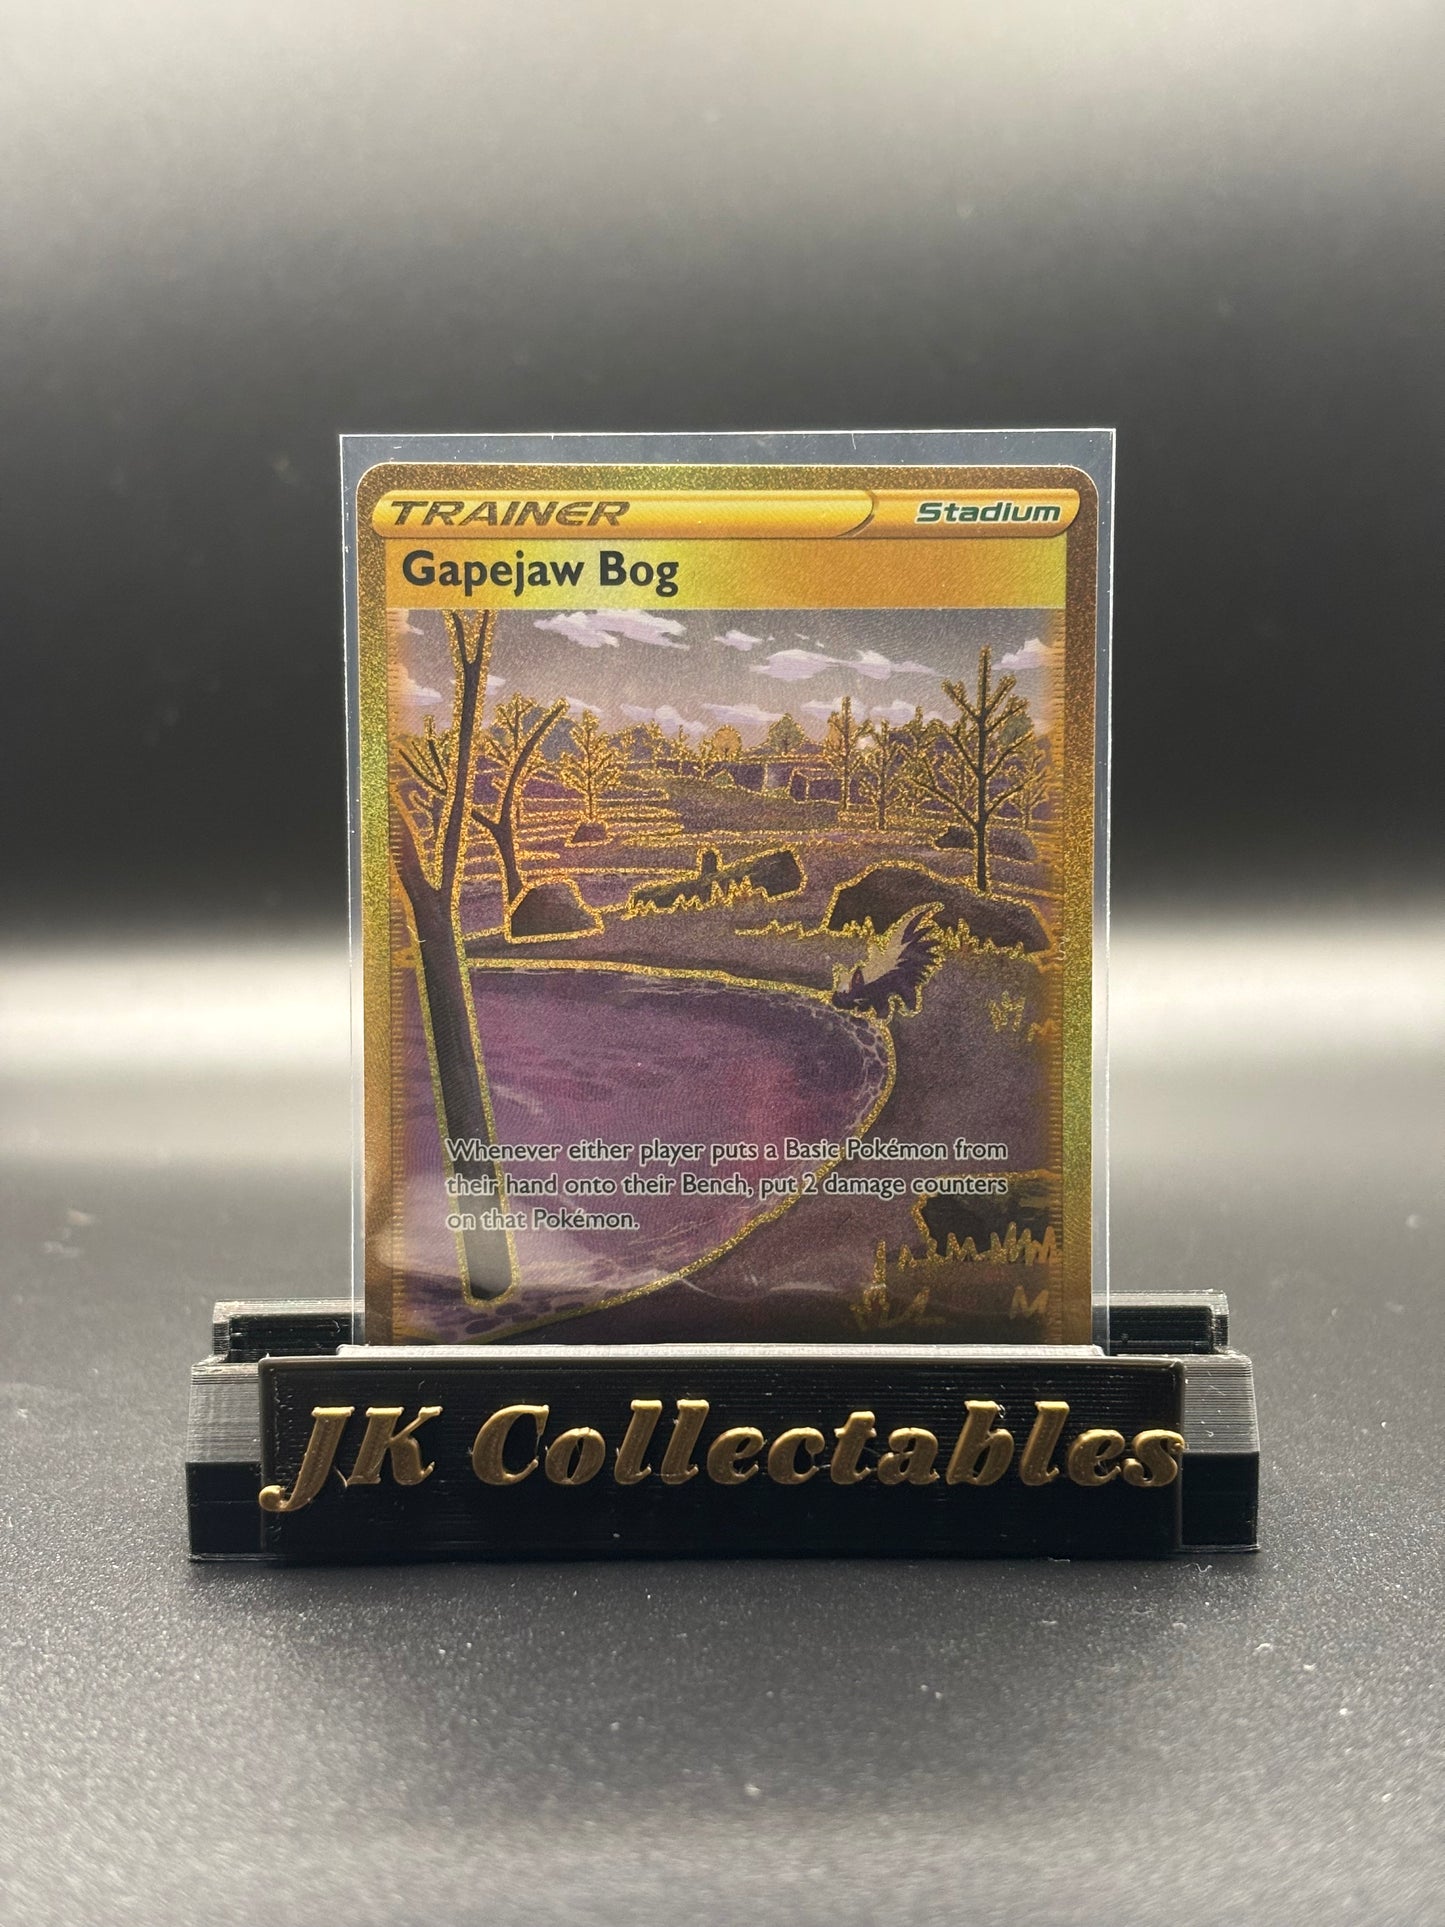 TRAINER Stadium
Gapejaw Bog
Whenever either player puts a Basic Pokémon from
their hand onto their Bench, put 2 damage counters
on that Pokémon.
JK Collectables